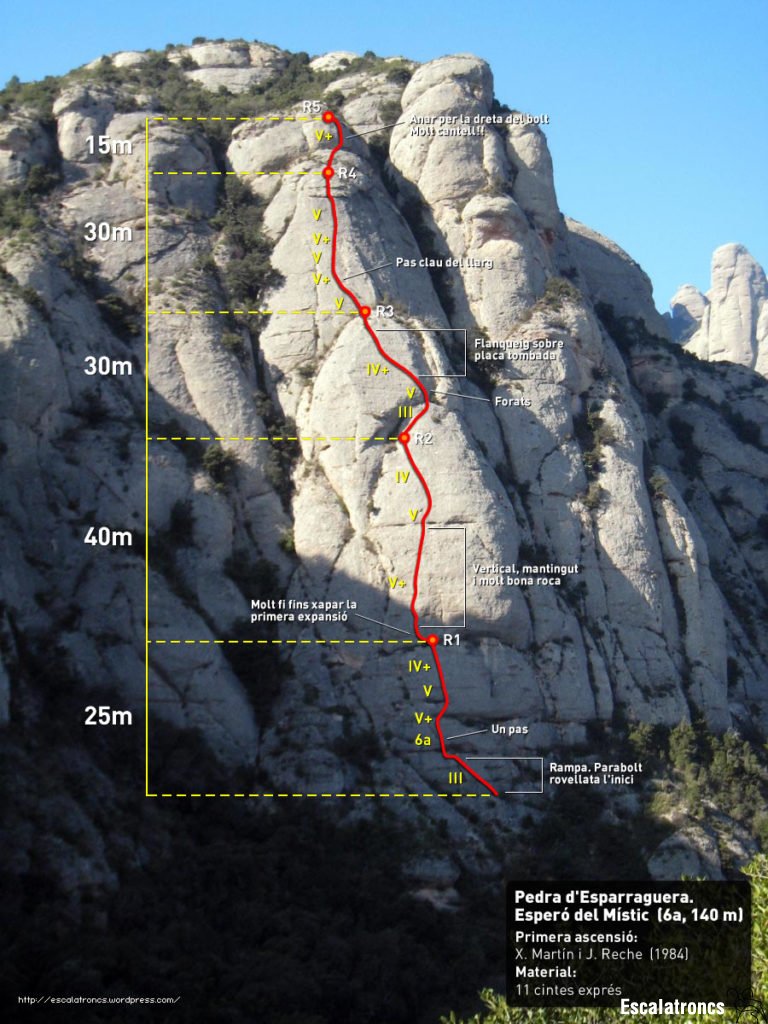 R5
Anar per la dreta del bolt
Molt cantell!!
V+
15m
R4
V
30m
V+
V
Pas clau del llarg
V+
V
R3
Flanqueig sobre
placa tombada
30m
IV+
V
Forats
III
R2
IV
V
40m
Vertical, mantingut
i molt bona roca
V+
Molt fi fins xapar la
primera expansió
R1
IV+
V
25m
V+
Un pas
6a
Rampa. Parabolt
rovellata l'inici
III
Pedra d'Esparraguera.
Esperó del Místic (6a, 140 m)
Primera ascensió:
X. Martín i J. Reche (1984)
Material:
11 cintes exprés
http://escalatroncs.wordpress.com/
Escalatroncs